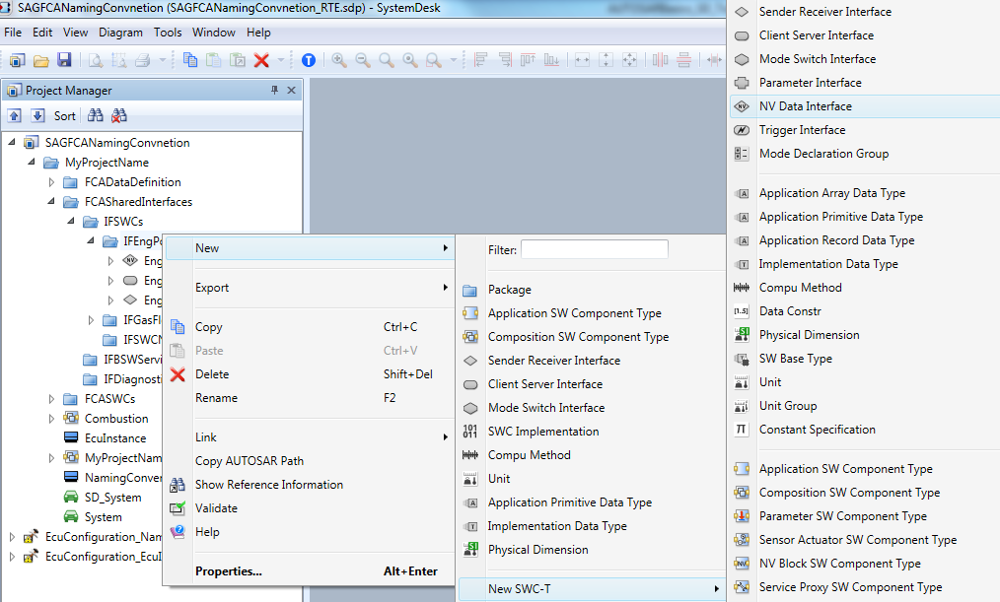 SAGFCANamingConvnetion (SAGFCANamingConvnetion_RTE.sdp) - SystemDesk
File Edit View Diagram Tools Window Help
Project Manager
Sort
SAGFCANamingConvnetion
MyProjectName
FCADataDefinition
FCASharedInterfaces
IFSWCs
IFEngPo
Eng
Eng
Eng
IFGasFl
IFSWCN
IFBSWServi
IFDiagnosti
FCASWCs
Combustion
EcuInstance
MyProjectNam
NamingConver
SD_System
System
EcuConfiguration_Nam
EcuConfiguration_EcuI
New
Export
Copy Ctrl+C
Paste Ctrl+V
Delete Shift+Del
Rename F2
Link
Copy AUTOSAR Path
Show Reference Information
Validate
Help
Properties... Alt+Enter
Filter:
Package
Application SW Component Type
Composition SW Component Type
Sender Receiver Interface
Client Server Interface
Mode Switch Interface
SWC Implementation
Compu Method
Unit
Application Primitive Data Type
Implementation Data Type
Physical Dimension
New SWC-T
Sender Receiver Interface
Client Server Interface
Mode Switch Interface
Parameter Interface
NV Data Interface
Trigger Interface
Mode Declaration Group
Application Array Data Type
Application Primitive Data Type
Application Record Data Type
Implementation Data Type
Compu Method
Data Constr
Physical Dimension
SW Base Type
Unit
Unit Group
Constant Specification
Application SW Component Type
Composition SW Component Type
Parameter SW Component Type
Sensor Actuator SW Component Type
NV Block SW Component Type
Service Proxy SW Component Type